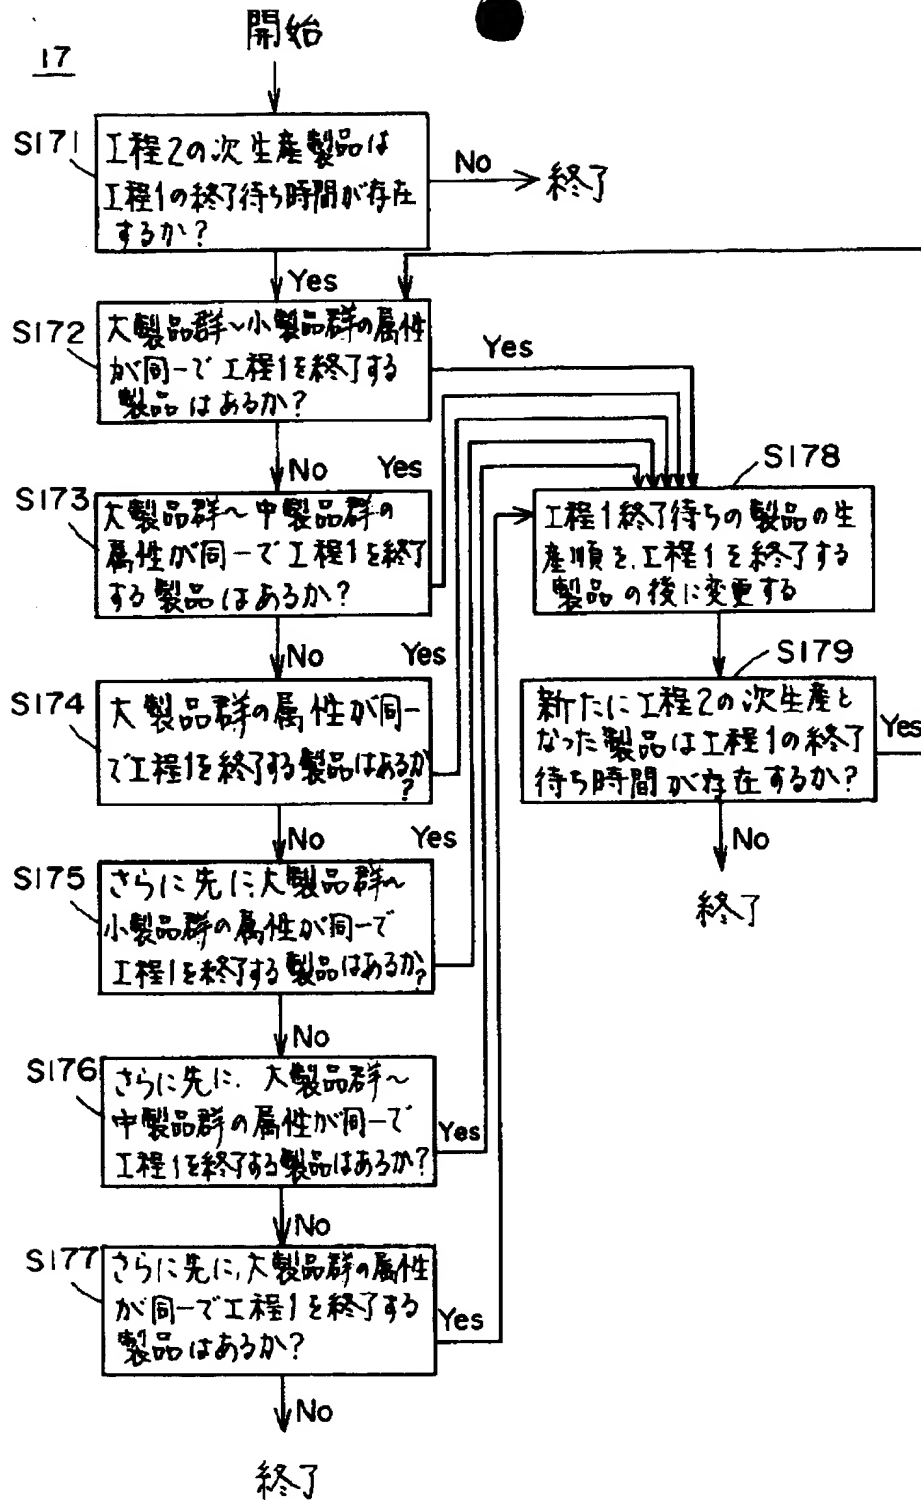 開始
17
S171
工程2の次生産製品は
工程1の終了待ち時間が存在
するか?
No
終了
Yes
S172
大製品群~小製品群の属性
が同一で工程1を終了する
製品はあるか?
Yes
No
S173
大製品群~中製品群の
属性が同一で工程1を終了
する製品はあるか?
Yes
No
S174
大製品群の属性が同一
で工程1を終了する製品はあるか
?
Yes
No
S175
さらに先に、大製品群~
小製品群の属性が同一で
工程1を終了する製品はあるか?
Yes
No
S176
さらに先に、大製品群~
中製品群の属性が同一で
工程1を終了する製品はあるか?
Yes
No
S177
さらに先に、大製品群の属性
が同一で工程1を終了する
製品はあるか?
Yes
No
終了
S178
工程1終了待ちの製品の生
産順を、工程1を終了する
製品の後に変更する
S179
新たに工程2の次生産と
なった製品は工程1の終了
待ち時間が存在するか?
Yes
No
終了